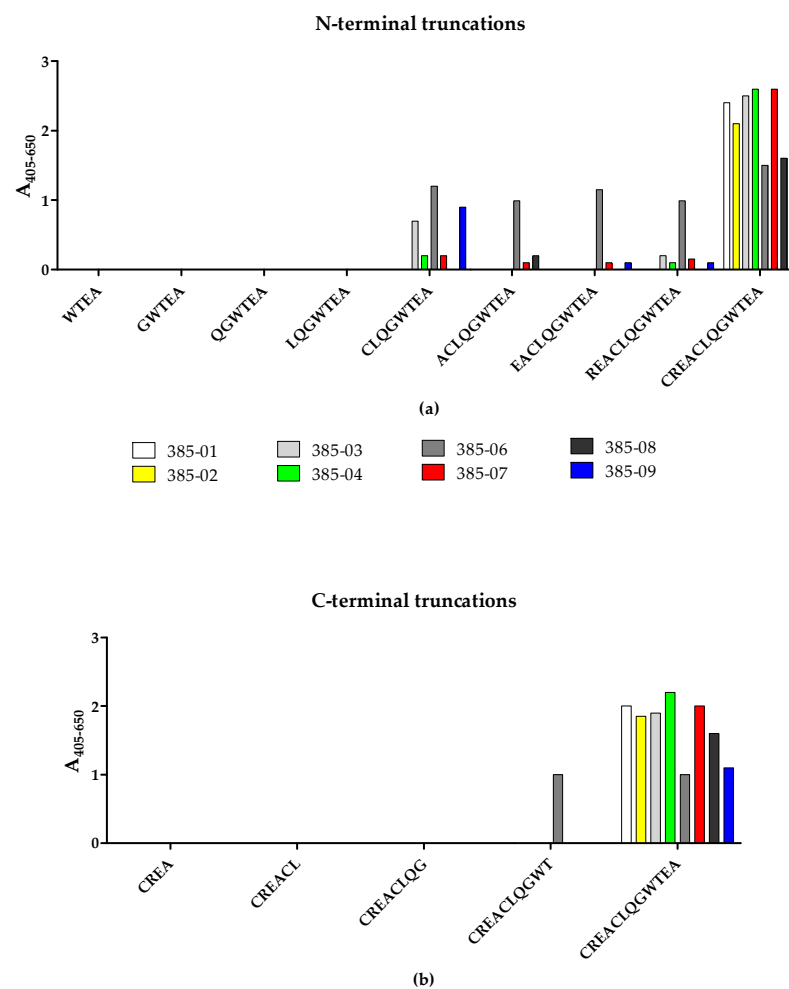 N-terminal truncations
3
2
1
0
A405-650
WTEA
GWTEA
QGWTEA
LQGWTEA
CLQGWTEA
ACLQGWTEA
EACLQGWTEA
REACLQGWTEA
CREACLQGWTEA
(a)
385-01 385-03 385-06 385-08
385-02 385-04 385-07 385-09
C-terminal truncations
3
2
1
0
A405-650
CREA
CREACL
CREACLQG
CREACLQGWT
CREACLQGWTEA
(b)